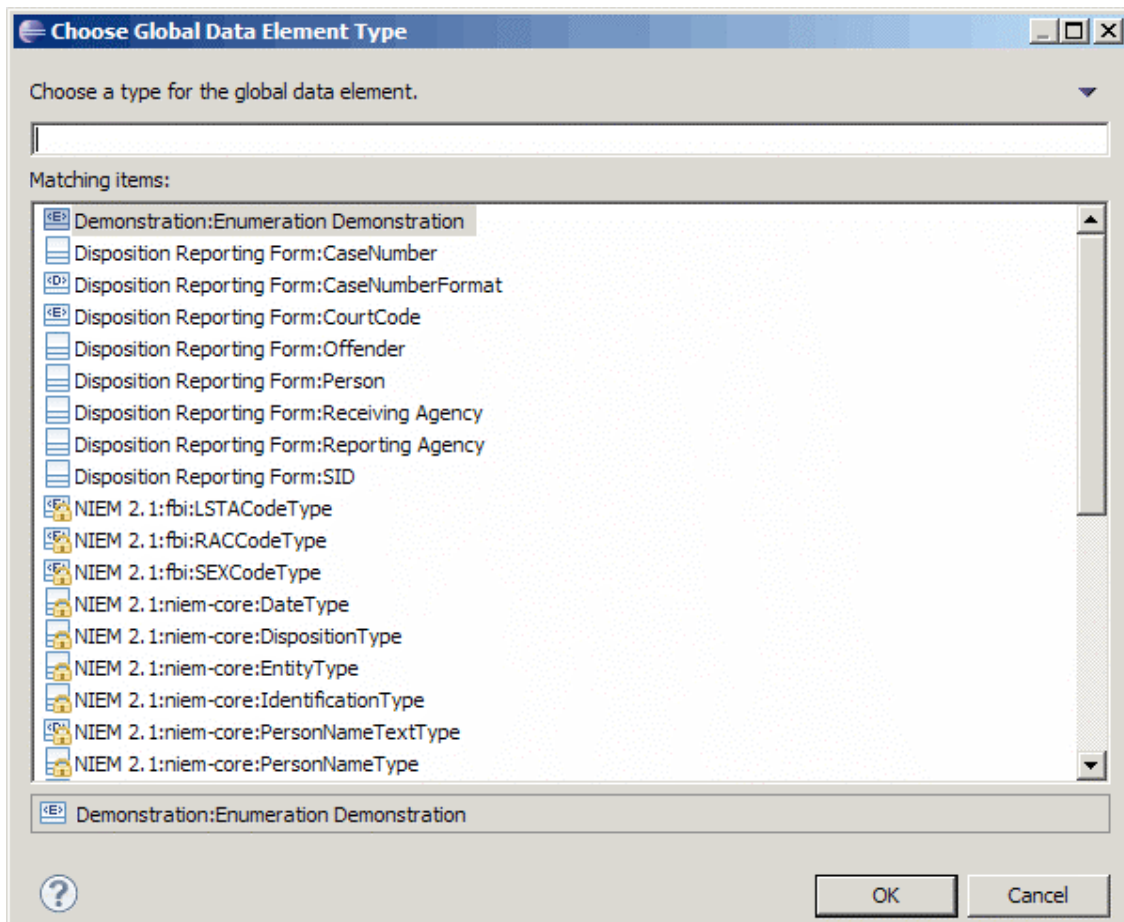 Choose Global Data Element Type
Choose a type for the global data element.
Matching items:
<E> Demonstration:Enumeration Demonstration
Disposition Reporting Form:CaseNumber
<D> Disposition Reporting Form:CaseNumberFormat
<E> Disposition Reporting Form:CourtCode
Disposition Reporting Form:Offender
Disposition Reporting Form:Person
Disposition Reporting Form:Receiving Agency
Disposition Reporting Form:Reporting Agency
Disposition Reporting Form:SID
NIEM 2.1:fbi:LSTACodeType
NIEM 2.1:fbi:RACCodeType
NIEM 2.1:fbi:SEXCodeType
NIEM 2.1:niem-core:DateType
NIEM 2.1:niem-core:DispositionType
NIEM 2.1:niem-core:EntityType
NIEM 2.1:niem-core:IdentificationType
NIEM 2.1:niem-core:PersonNameTextType
NIEM 2.1:niem-core:PersonNameType
<E> Demonstration:Enumeration Demonstration
? OK Cancel